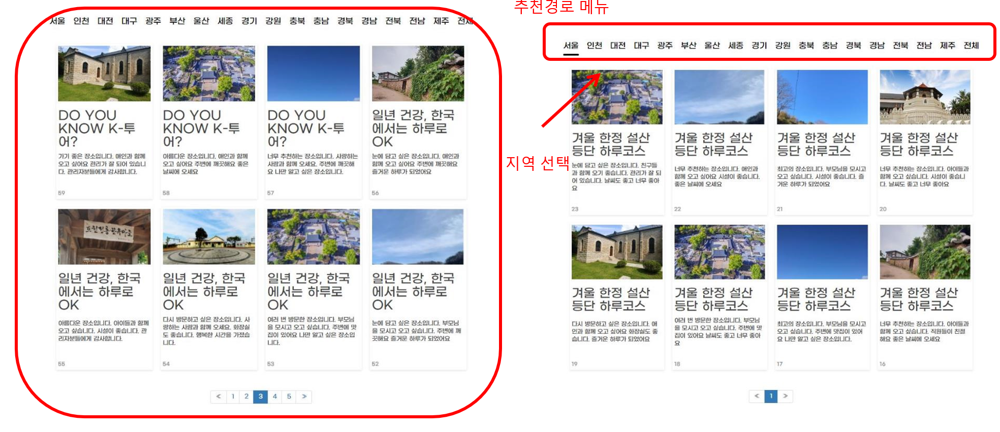 추천경로 메뉴
서울 인천 대전 대구 광주 부산 울산 세종 경기 강원 충북 충남 경북 경남 전북 전남 제주 전체
DO YOU
KNOW K-투
어?
가기 좋은 장소입니다. 애인과 함께
오고 싶어요 관리가 잘 되어 있습니
다. 관리자분들에게 감사합니다.
59
DO YOU
KNOW K-투
어?
아름다운 장소입니다. 애인과 함께
오고 싶어요 주변에 깨끗해요 좋은
날씨에 오세요
58
DO YOU
KNOW K-투
어?
너무 추천하는 장소입니다. 사랑하는
사람과 함께 오세요. 주변에 깨끗해
요 나만 알고 싶은 장소입니다.
57
일년 건강, 한국
에서는 하루로
OK
눈에 담고 싶은 장소입니다. 애인과
함께 오고 싶어요 주변에 깨끗해요
즐거운 하루가 되었어요
56
일년 건강, 한국
에서는 하루로
OK
아름다운 장소입니다. 아이들과 함께
오고 싶습니다. 시설이 좋습니다. 관
리자분들에게 감사합니다.
55
일년 건강, 한국
에서는 하루로
OK
다시 방문하고 싶은 장소입니다. 사
랑하는 사람과 함께 오세요. 화장실
도 좋습니다. 행복한 시간을 가졌습
니다.
54
일년 건강, 한국
에서는 하루로
OK
여러 번 방문한 장소입니다. 부모님
을 모시고 오고 싶습니다. 주변에 맛
집이 있어요 나만 알고 싶은 장소입
니다.
53
일년 건강, 한국
에서는 하루로
OK
눈에 담고 싶은 장소입니다. 부모님
을 모시고 오고 싶습니다. 주변에 깨
끗해요 즐거운 하루가 되었어요
52
« 1 2 3 4 5 »
지역 선택
서울 인천 대전 대구 광주 부산 울산 세종 경기 강원 충북 충남 경북 경남 전북 전남 제주 전체
겨울 한정 설산
등단 하루코스
눈에 담고 싶은 장소입니다. 친구들
과 함께 오기 좋습니다. 관리가 잘 되
어 있습니다. 날씨도 좋고 너무 좋아
요
23
겨울 한정 설산
등단 하루코스
너무 추천하는 장소입니다. 애인과
함께 오고 싶어요 시설이 좋습니다.
좋은 날씨에 오세요
22
겨울 한정 설산
등단 하루코스
최고의 장소입니다. 부모님을 모시고
오고 싶습니다. 시설이 좋습니다. 즐
거운 하루가 되었어요
21
겨울 한정 설산
등단 하루코스
너무 추천하는 장소입니다. 아이들과
함께 오고 싶습니다. 시설이 좋습니
다. 날씨도 좋고 너무 좋아요
20
겨울 한정 설산
등단 하루코스
다시 방문하고 싶은 장소입니다. 애
인과 함께 오고 싶어요 화장실도 좋
습니다. 즐거운 하루가 되었어요
19
겨울 한정 설산
등단 하루코스
여러 번 방문한 장소입니다. 부모님
을 모시고 오고 싶습니다. 주변에 맛
집이 있어요 날씨도 좋고 너무 좋아
요
18
겨울 한정 설산
등단 하루코스
최고의 장소입니다. 부모님을 모시고
오고 싶습니다. 주변에 맛집이 있어
요 나만 알고 싶은 장소입니다.
17
겨울 한정 설산
등단 하루코스
너무 추천하는 장소입니다. 아이들과
함께 오고 싶습니다. 직원들이 친절
해요 좋은 날씨에 오세요
16
« 1 »